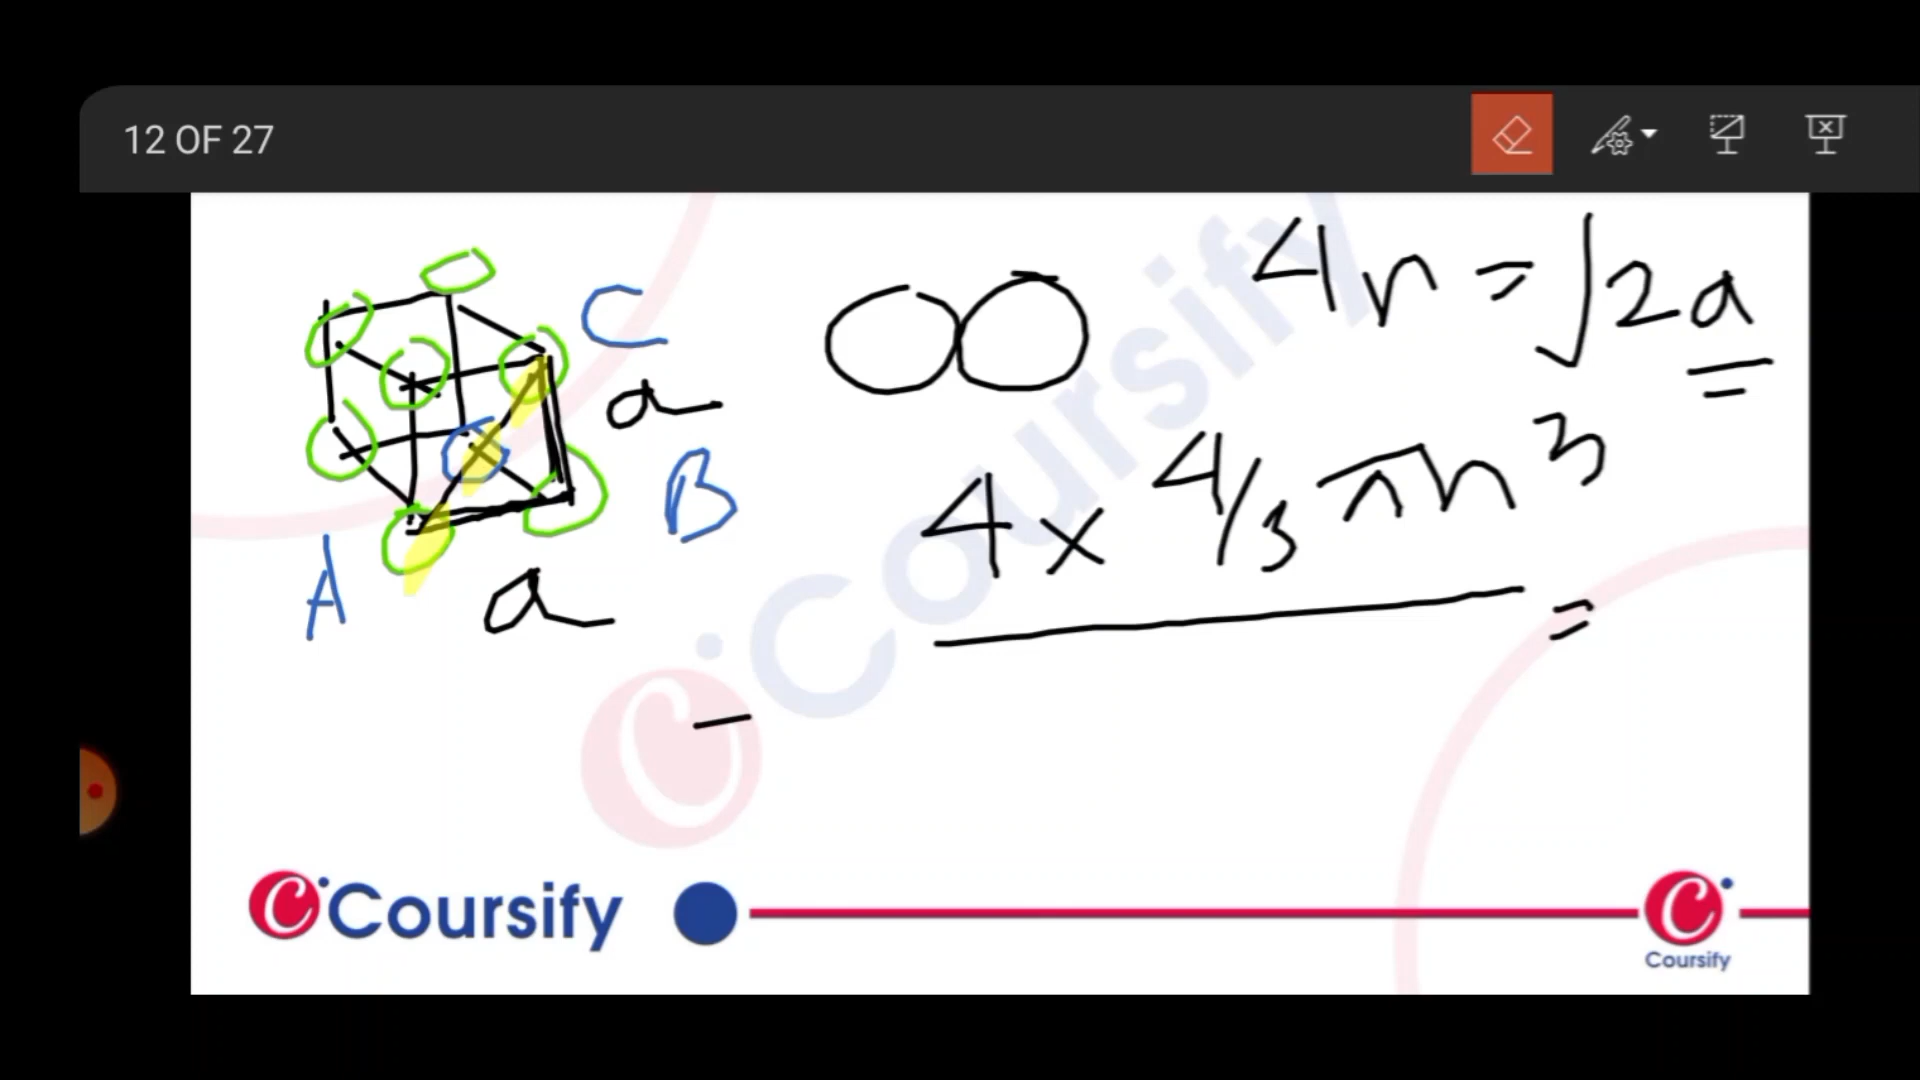 12 OF 27
4r = √2a
C
a
B
4 x 4/3 πr³
=
A
a
Coursify
Coursify
Coursify